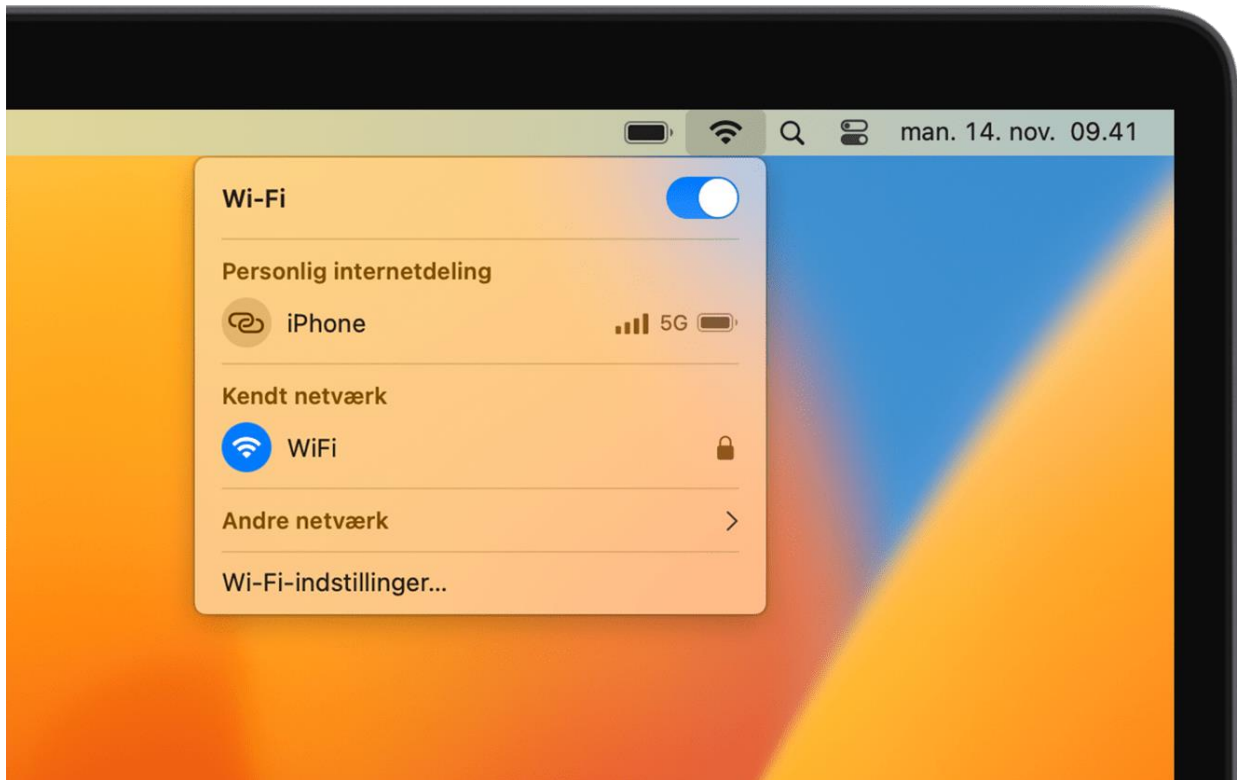 man. 14. nov. 09.41
Wi-Fi
Personlig internetdeling
iPhone 5G
Kendt netværk
WiFi
Andre netværk
Wi-Fi-indstillinger...